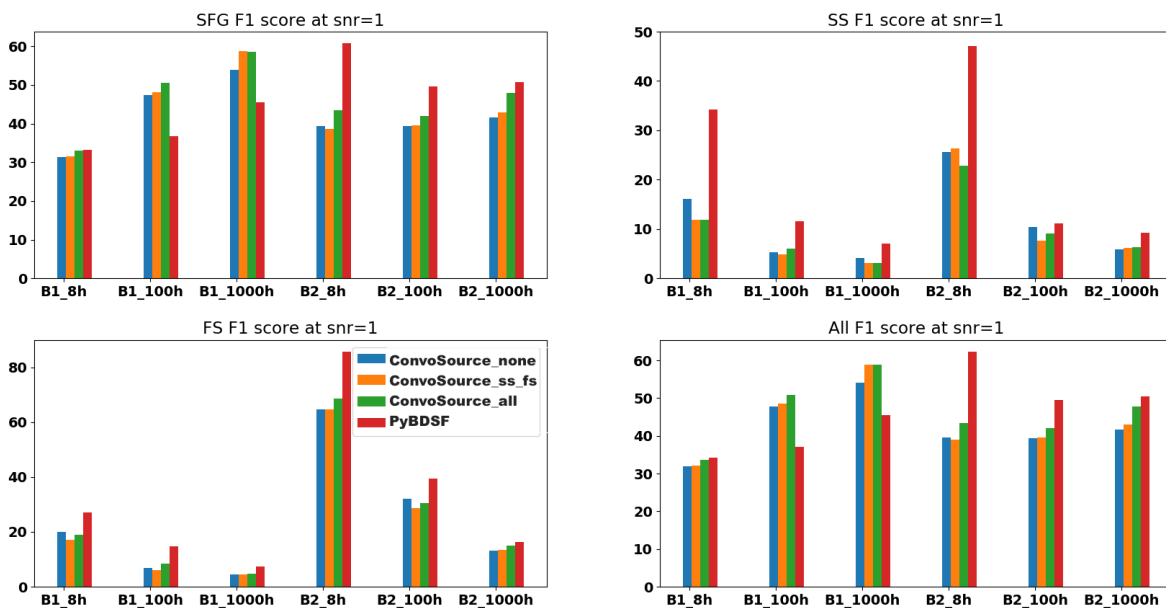 SFG F1 score at snr=1
60
50
40
30
20
10
0
B1_8h B1_100h B1_1000h B2_8h B2_100h B2_1000h
SS F1 score at snr=1
50
40
30
20
10
0
B1_8h B1_100h B1_1000h B2_8h B2_100h B2_1000h
FS F1 score at snr=1
80
60
40
20
0
ConvoSource_none
ConvoSource_ss_fs
ConvoSource_all
PyBDSF
B1_8h B1_100h B1_1000h B2_8h B2_100h B2_1000h
All F1 score at snr=1
60
50
40
30
20
10
0
B1_8h B1_100h B1_1000h B2_8h B2_100h B2_1000h